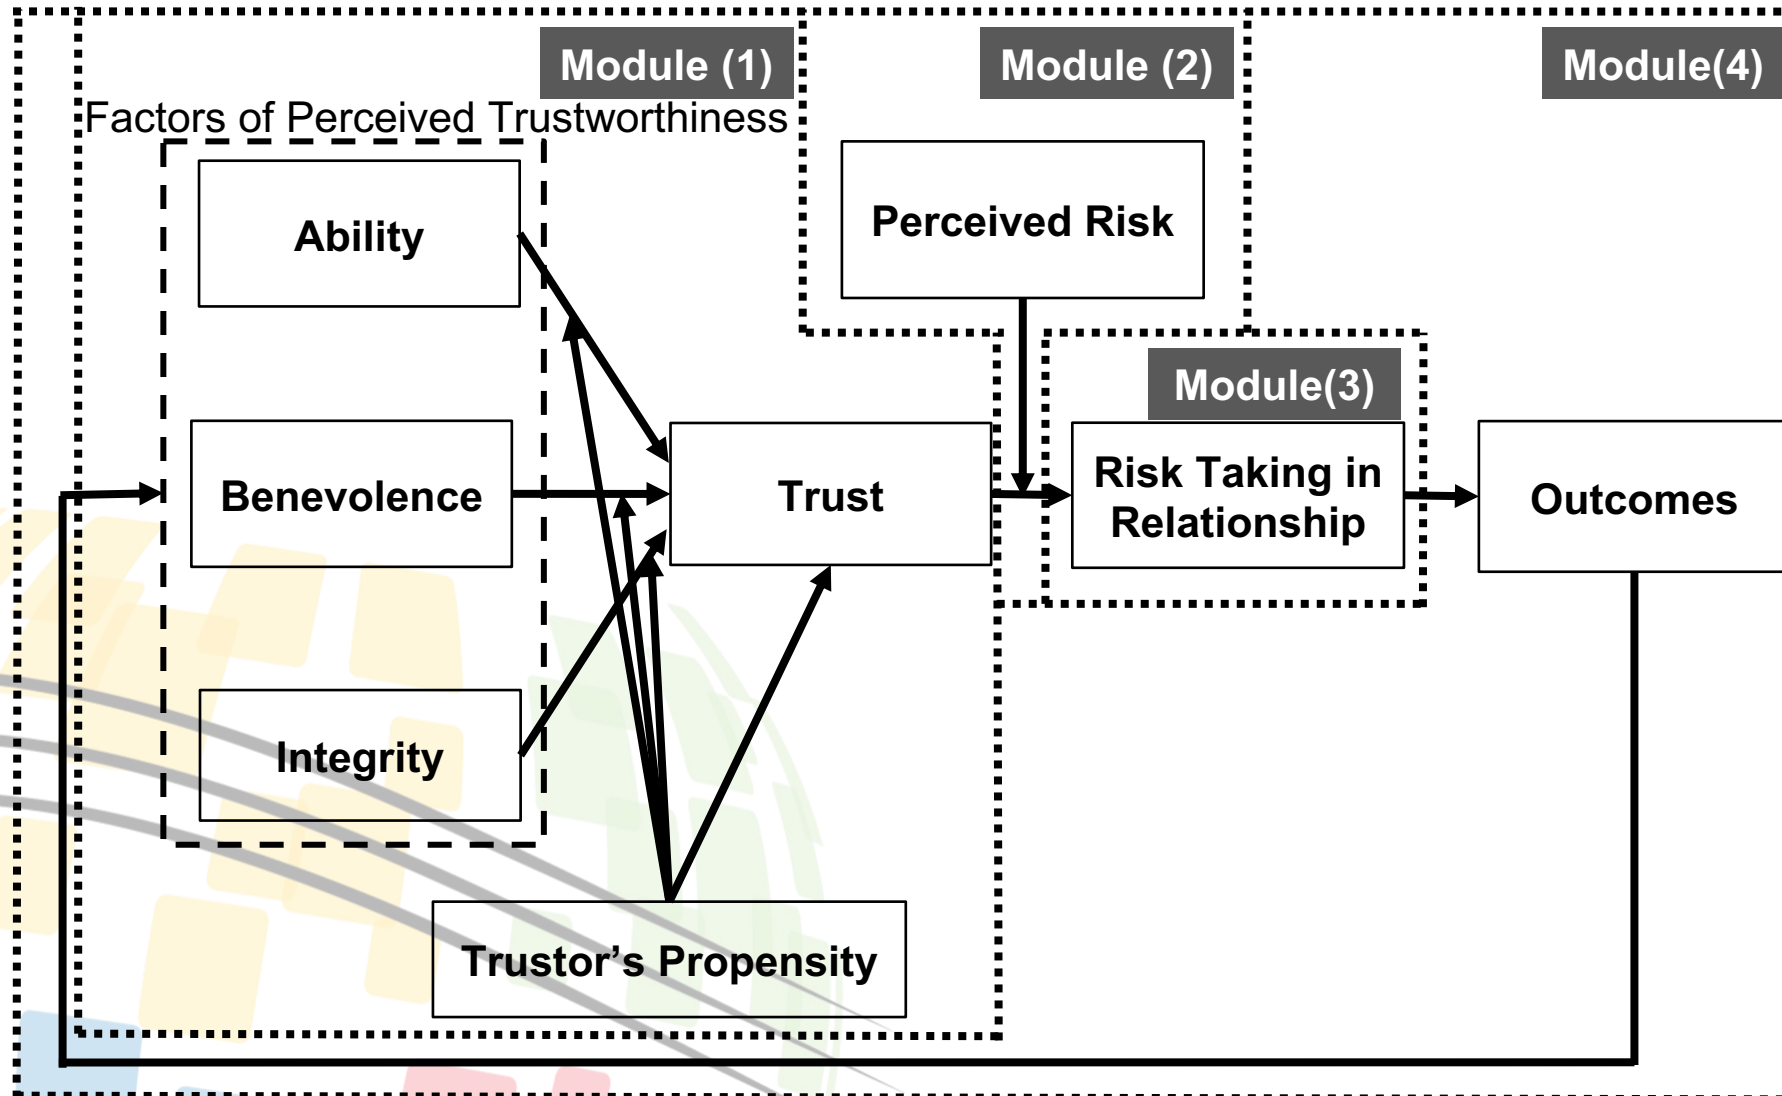 Module (1)
Module (2)
Module(4)
Factors of Perceived Trustworthiness
Ability
Perceived Risk
Module(3)
Benevolence
Trust
Risk Taking in
Relationship
Outcomes
Integrity
Trustor’s Propensity